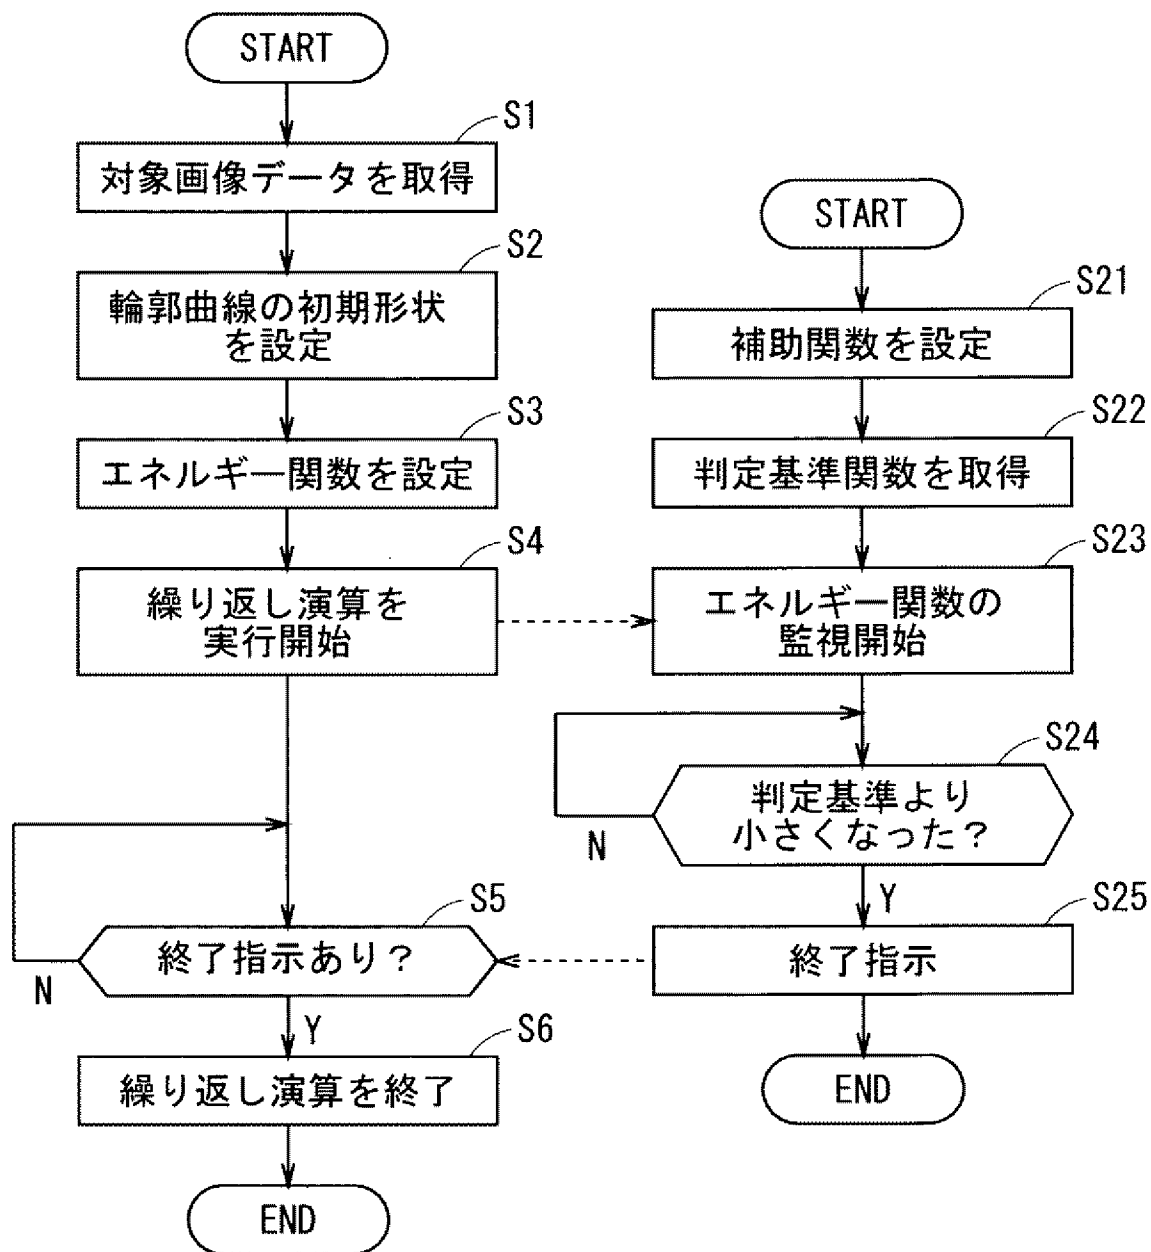 START
S1
対象画像データを取得
S2
輪郭曲線の初期形状
を設定
S3
エネルギー関数を設定
S4
繰り返し演算を
実行開始
S5
終了指示あり？
N
Y
S6
繰り返し演算を終了
END
START
S21
補助関数を設定
S22
判定基準関数を取得
S23
エネルギー関数の
監視開始
S24
判定基準より
小さくなった？
N
Y
S25
終了指示
END